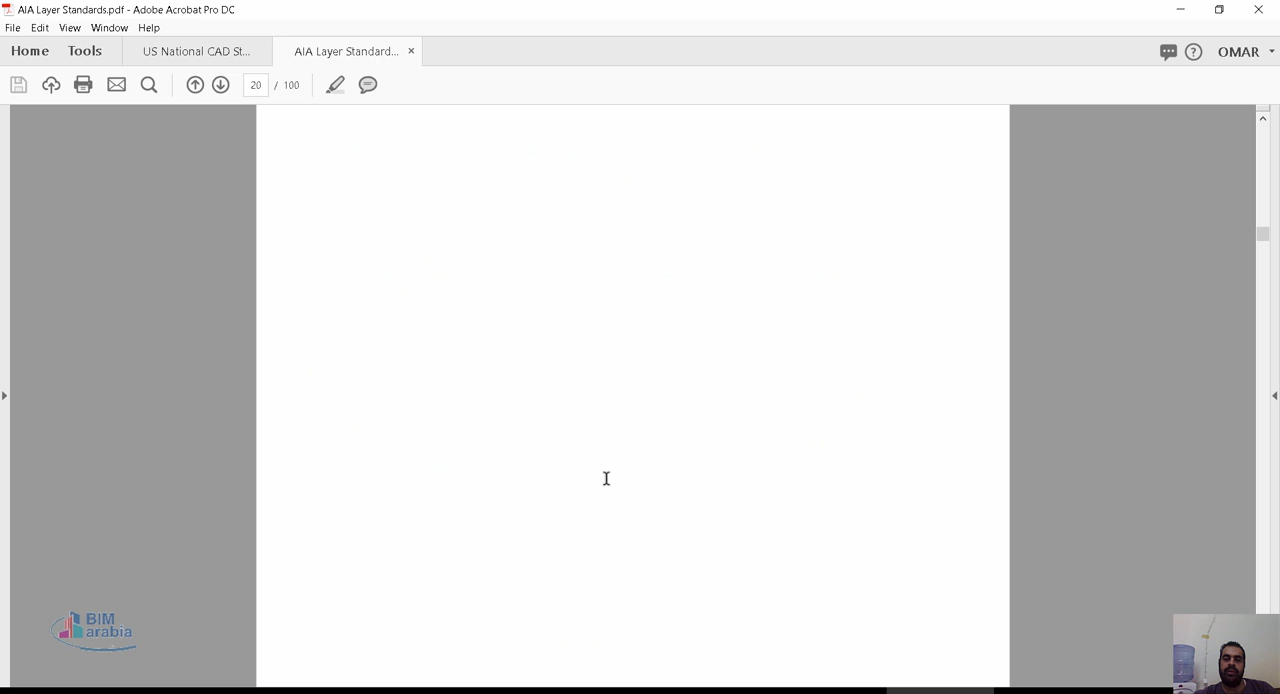 AIA Layer Standards.pdf - Adobe Acrobat Pro DC
File Edit View Window Help
Home Tools US National CAD St... AIA Layer Standard... × OMAR
20 / 100
BIM
arabia